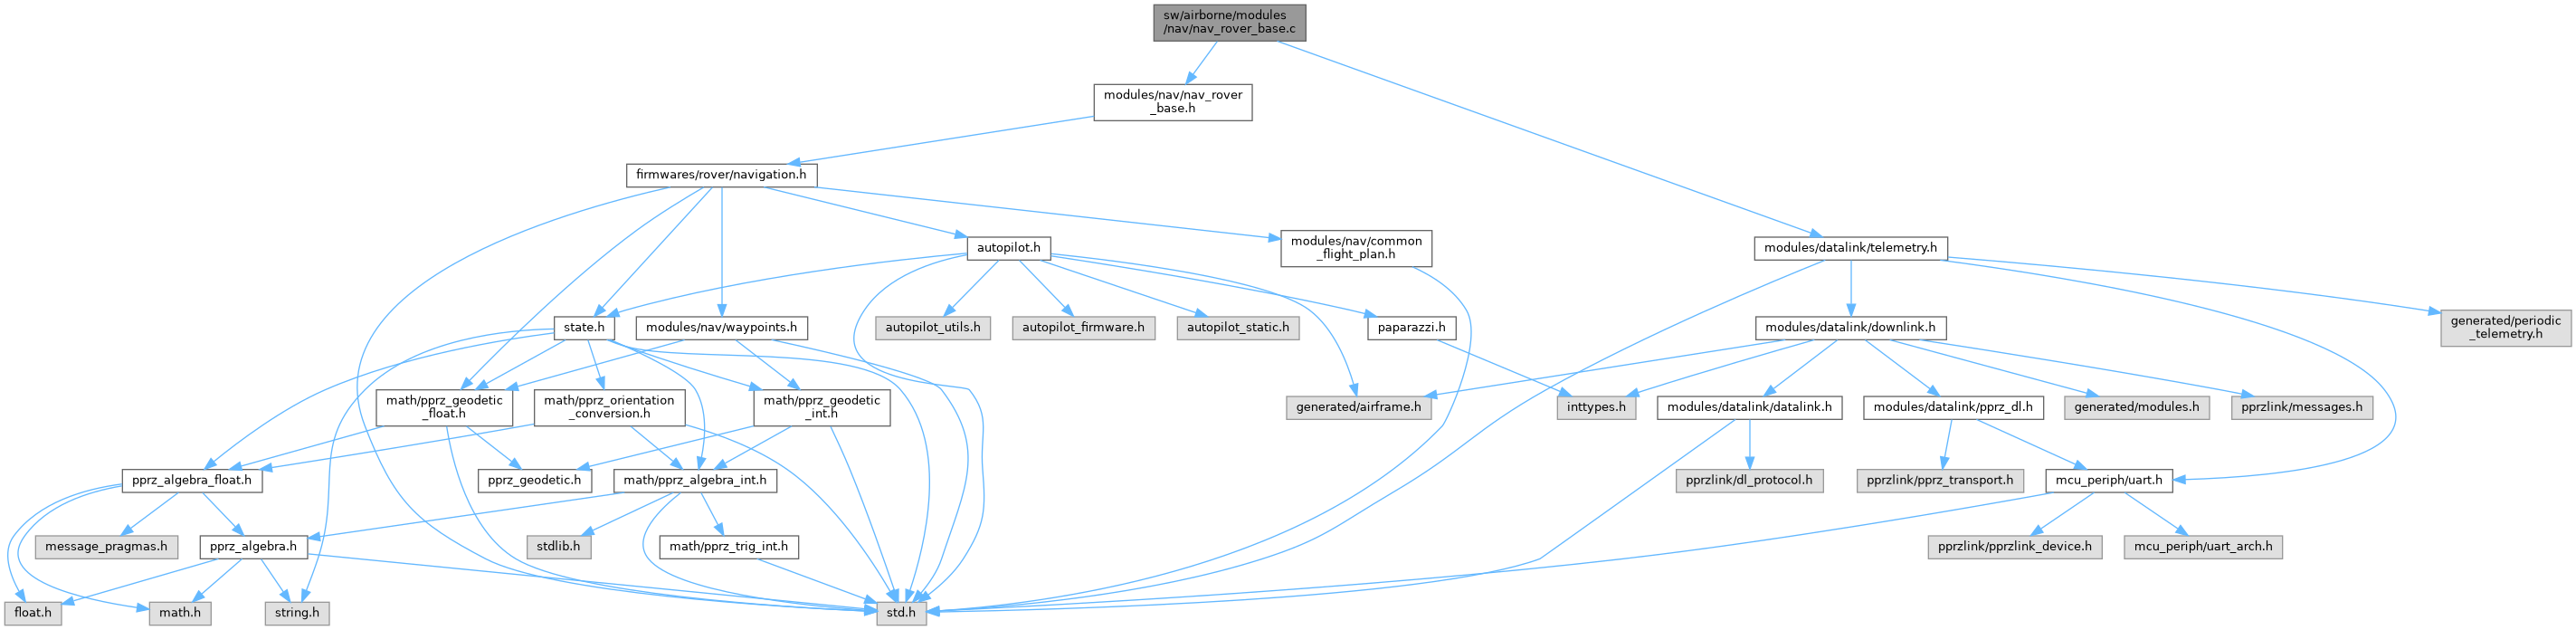 sw/airborne/modules
/nav/nav_rover_base.c
modules/nav/nav_rover
_base.h
firmwares/rover/navigation.h
autopilot.h
modules/nav/common
_flight_plan.h
modules/datalink/telemetry.h
state.h
modules/nav/waypoints.h
autopilot_utils.h
autopilot_firmware.h
autopilot_static.h
paparazzi.h
modules/datalink/downlink.h
generated/periodic
_telemetry.h
math/pprz_geodetic
_float.h
math/pprz_orientation
_conversion.h
math/pprz_geodetic
_int.h
generated/airframe.h
inttypes.h
modules/datalink/datalink.h
modules/datalink/pprz_dl.h
generated/modules.h
pprzlink/messages.h
pprz_algebra_float.h
pprz_geodetic.h
math/pprz_algebra_int.h
pprzlink/dl_protocol.h
pprzlink/pprz_transport.h
mcu_periph/uart.h
message_pragmas.h
pprz_algebra.h
stdlib.h
math/pprz_trig_int.h
pprzlink/pprzlink_device.h
mcu_periph/uart_arch.h
float.h
math.h
string.h
std.h